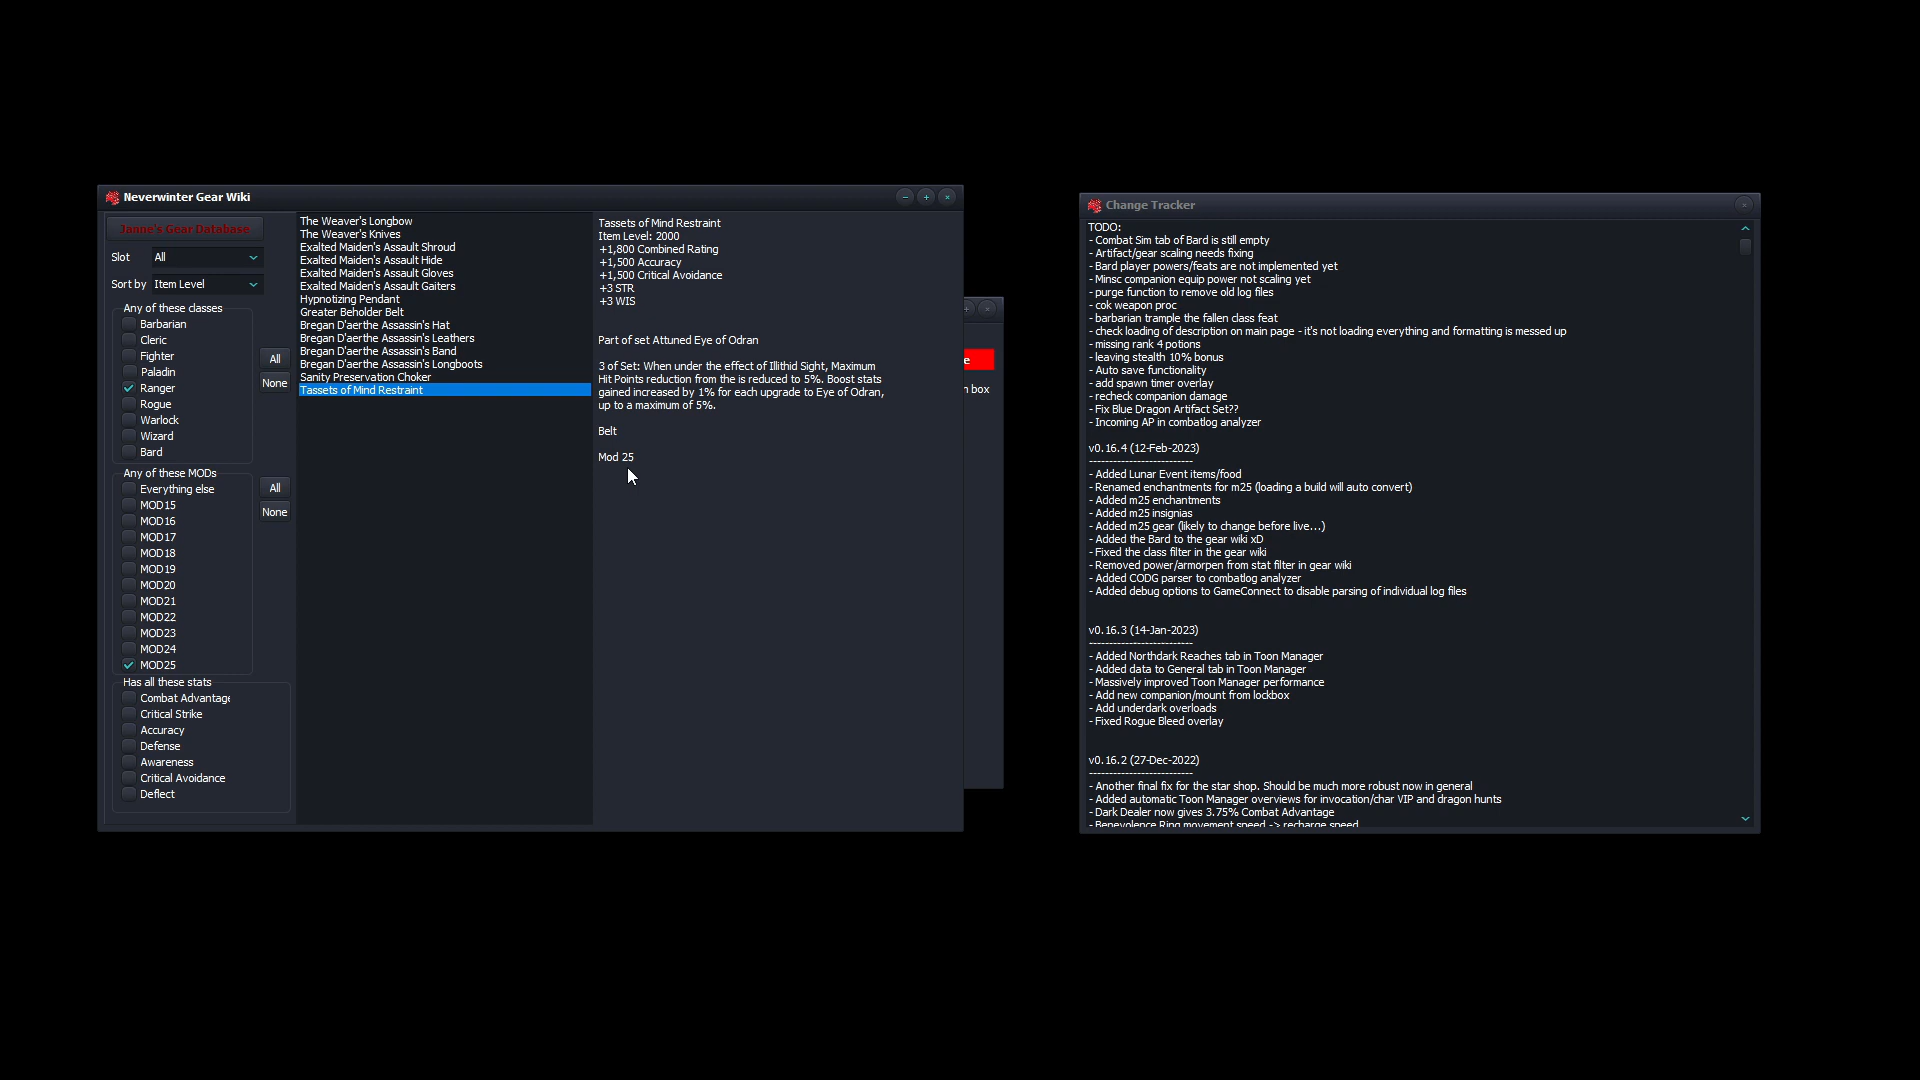 Neverwinter Gear Wiki
Janne's Gear Database
Slot All
Sort by Item Level
Any of these classes
Barbarian
Cleric
Fighter
Paladin
Ranger
Rogue
Warlock
Wizard
Bard
All
None
Any of these MODs
Everything else
MOD15
MOD16
MOD17
MOD18
MOD19
MOD20
MOD21
MOD22
MOD23
MOD24
MOD25
All
None
Has all these stats
Combat Advantage
Critical Strike
Accuracy
Defense
Awareness
Critical Avoidance
Deflect
The Weaver's Longbow
The Weaver's Knives
Exalted Maiden's Assault Shroud
Exalted Maiden's Assault Hide
Exalted Maiden's Assault Gloves
Exalted Maiden's Assault Gaiters
Hypnotizing Pendant
Greater Beholder Belt
Bregan D'aerthe Assassin's Hat
Bregan D'aerthe Assassin's Leathers
Bregan D'aerthe Assassin's Band
Bregan D'aerthe Assassin's Longboots
Sanity Preservation Choker
Tassets of Mind Restraint
Tassets of Mind Restraint
Item Level: 2000
+1,800 Combined Rating
+1,500 Accuracy
+1,500 Critical Avoidance
+3 STR
+3 WIS
Part of set Attuned Eye of Odran
3 of Set: When under the effect of Illithid Sight, Maximum
Hit Points reduction from the is reduced to 5%. Boost stats
gained increased by 1% for each upgrade to Eye of Odran,
up to a maximum of 5%.
Belt
Mod 25
e
n box
Change Tracker
TODO:
- Combat Sim tab of Bard is still empty
- Artifact/gear scaling needs fixing
- Bard player powers/feats are not implemented yet
- Minsc companion equip power not scaling yet
- purge function to remove old log files
- cok weapon proc
- barbarian trample the fallen class feat
- check loading of description on main page - it's not loading everything and formatting is messed up
- missing rank 4 potions
- leaving stealth 10% bonus
- Auto save functionality
- add spawn timer overlay
- recheck companion damage
- Fix Blue Dragon Artifact Set??
- Incoming AP in combatlog analyzer
v0.16.4 (12-Feb-2023)
--------------------------
- Added Lunar Event items/food
- Renamed enchantments for m25 (loading a build will auto convert)
- Added m25 enchantments
- Added m25 insignias
- Added m25 gear (likely to change before live...)
- Added the Bard to the gear wiki xD
- Fixed the class filter in the gear wiki
- Removed power/armorpen from stat filter in gear wiki
- Added CODG parser to combatlog analyzer
- Added debug options to GameConnect to disable parsing of individual log files
v0.16.3 (14-Jan-2023)
--------------------------
- Added Northdark Reaches tab in Toon Manager
- Added data to General tab in Toon Manager
- Massively improved Toon Manager performance
- Add new companion/mount from lockbox
- Add underdark overloads
- Fixed Rogue Bleed overlay
v0.16.2 (27-Dec-2022)
--------------------------
- Another final fix for the star shop. Should be much more robust now in general
- Added automatic Toon Manager overviews for invocation/char VIP and dragon hunts
- Dark Dealer now gives 3.75% Combat Advantage
- Benevolence Ring movement speed -> recharge speed